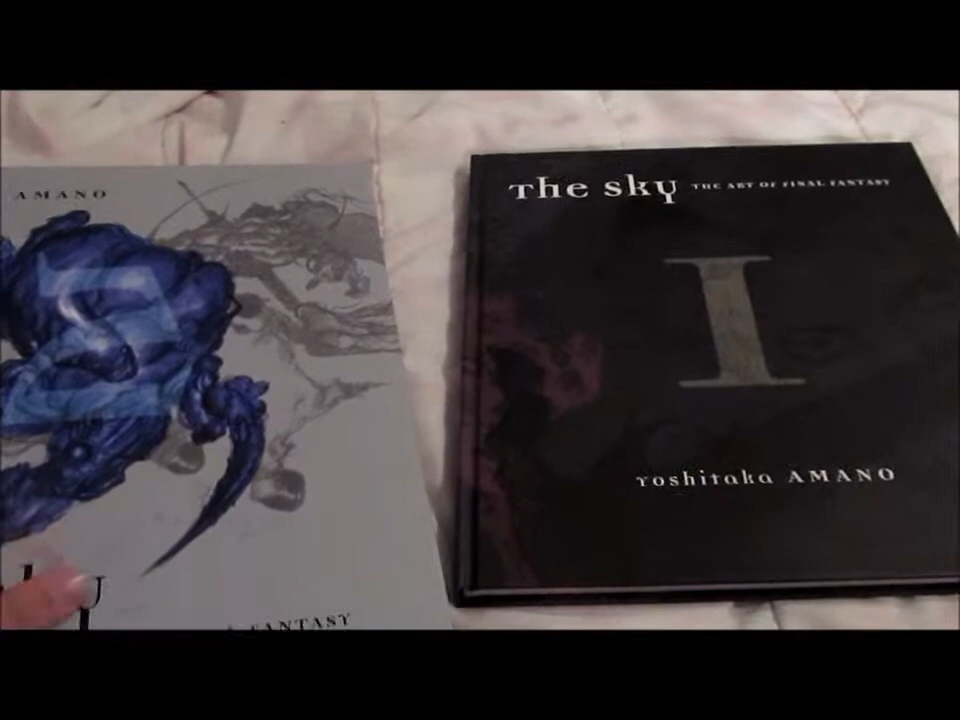 AMANO
FANTASY
The sky THE ART OF FINAL FANTASY
I
Yoshitaka AMANO